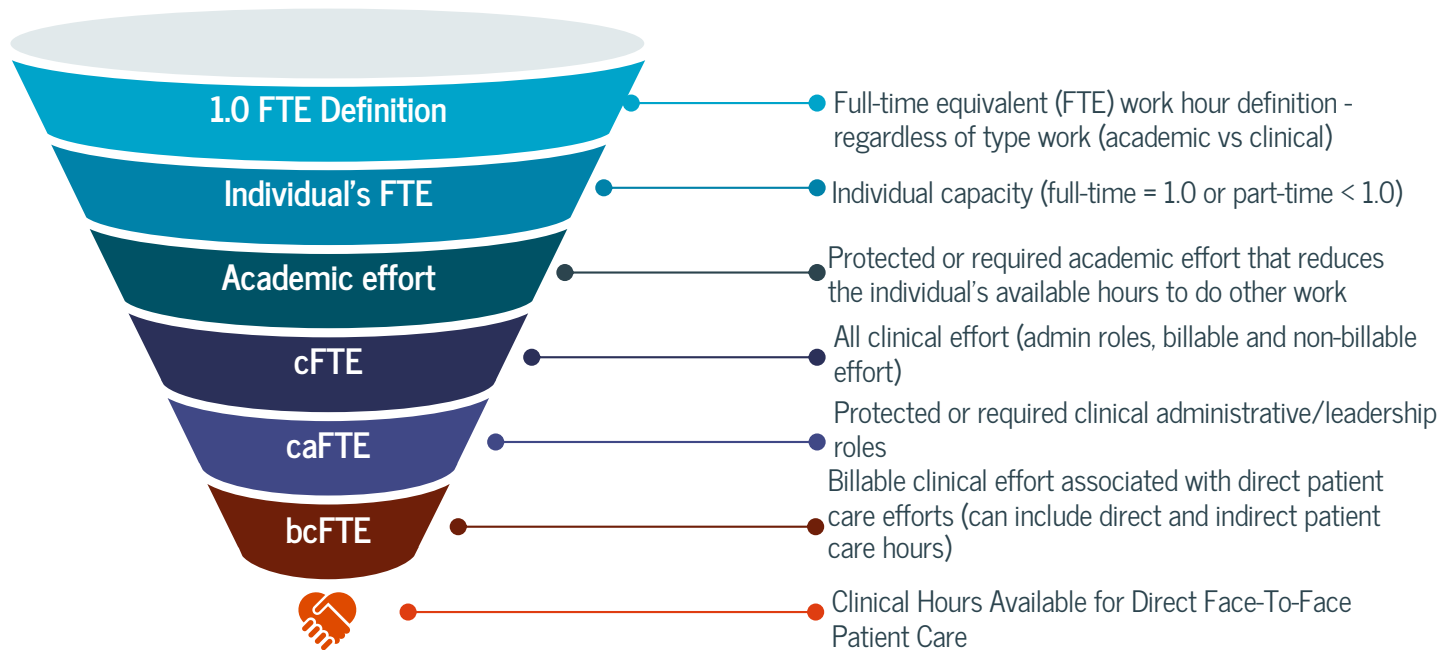 1.0 FTE Definition
Full-time equivalent (FTE) work hour definition -
regardless of type work (academic vs clinical)
Individual's FTE
Individual capacity (full-time = 1.0 or part-time < 1.0)
Academic effort
Protected or required academic effort that reduces
the individual's available hours to do other work
cFTE
All clinical effort (admin roles, billable and non-billable
effort)
caFTE
Protected or required clinical administrative/leadership
roles
bcFTE
Billable clinical effort associated with direct patient
care efforts (can include direct and indirect patient
care hours)
Clinical Hours Available for Direct Face-To-Face
Patient Care